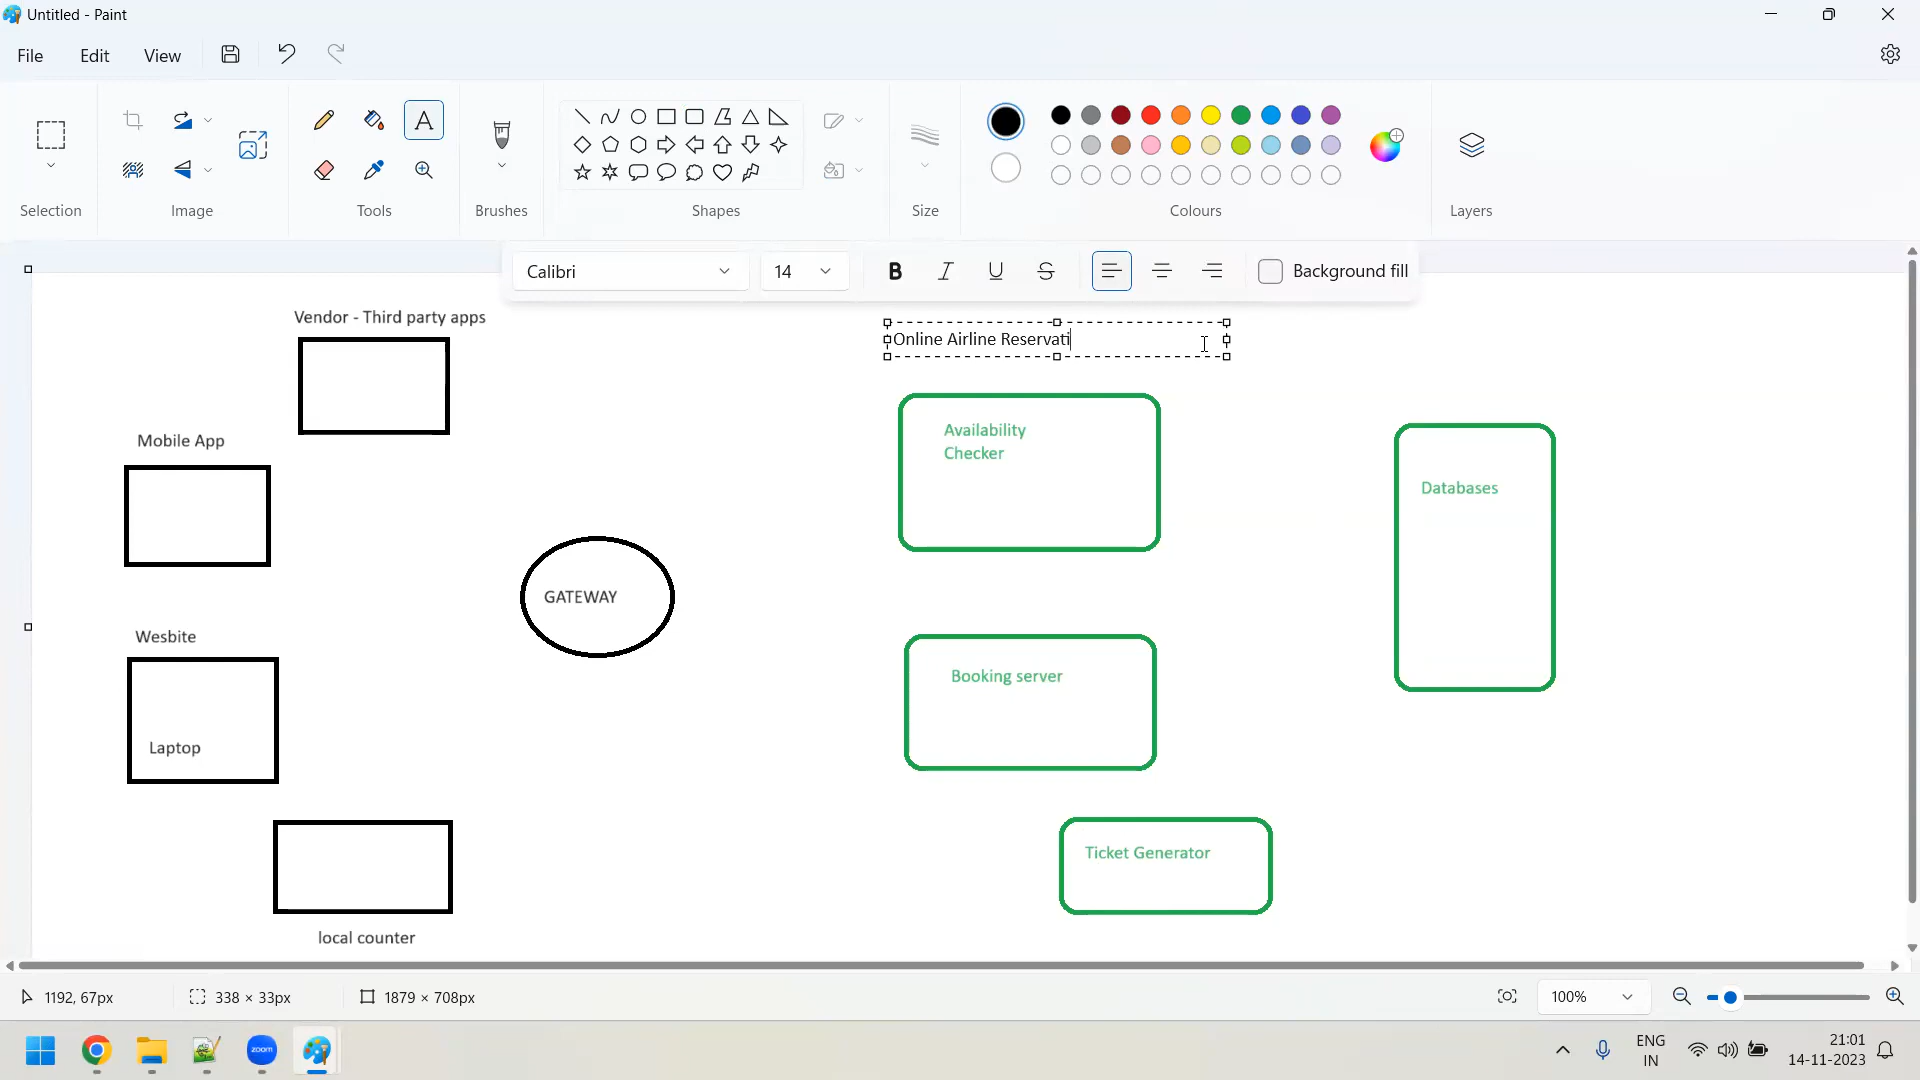 Untitled - Paint
File Edit View
Selection Image Tools Brushes Shapes Size Colours Layers
Calibri 14 B I U S Background fill
Vendor - Third party apps
Online Airline Reservati
Mobile App
Availability
Checker
Databases
GATEWAY
Wesbite
Booking server
Laptop
Ticket Generator
local counter
1192, 67px 338 × 33px 1879 × 708px 100%
zoom
ENG
IN
21:01
14-11-2023